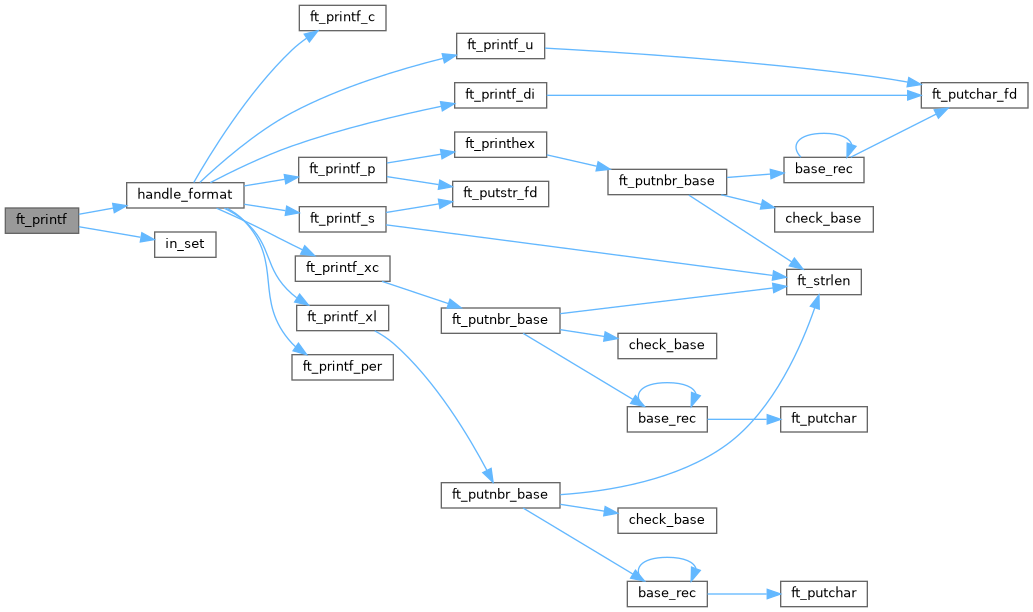 ft_printf
handle_format
in_set
ft_printf_c
ft_printf_u
ft_printf_di
ft_printf_p
ft_printf_s
ft_printf_xc
ft_printf_xl
ft_printf_per
ft_printhex
ft_putstr_fd
ft_putnbr_base
base_rec
check_base
ft_putchar_fd
ft_strlen
ft_putnbr_base
check_base
base_rec
ft_putchar
ft_putnbr_base
check_base
base_rec
ft_putchar